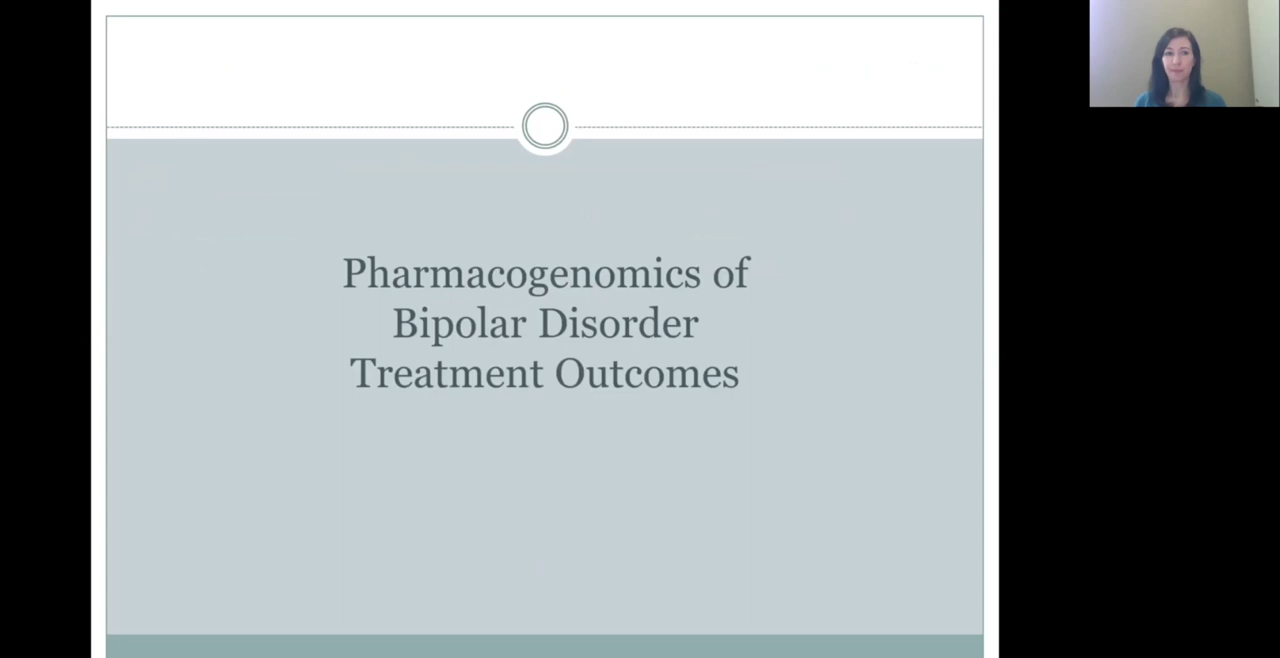 Pharmacogenomics of
Bipolar Disorder
Treatment Outcomes